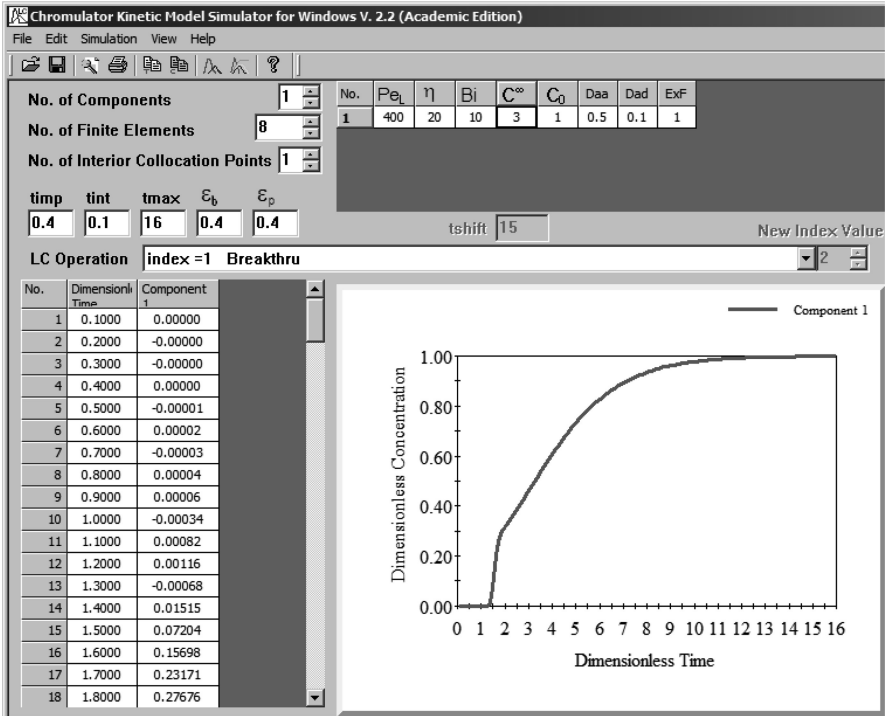 Chromulator Kinetic Model Simulator for Windows V. 2.2 (Academic Edition)
File Edit Simulation View Help
No. of Components 1
No. of Finite Elements 8
No. of Interior Collocation Points 1
No. PeL η Bi C∞ C0 Daa Dad ExF
1 400 20 10 3 1 0.5 0.1 1
timp tint tmax εb εp
0.4 0.1 16 0.4 0.4
tshift 15
New Index Value
LC Operation index =1 Breakthru 2
No. Dimensionl Time Component 1
1 0.1000 0.00000
2 0.2000 -0.00000
3 0.3000 -0.00000
4 0.4000 0.00000
5 0.5000 -0.00001
6 0.6000 0.00002
7 0.7000 -0.00003
8 0.8000 0.00004
9 0.9000 0.00006
10 1.0000 -0.00034
11 1.1000 0.00082
12 1.2000 0.00116
13 1.3000 -0.00068
14 1.4000 0.01515
15 1.5000 0.07204
16 1.6000 0.15698
17 1.7000 0.23171
18 1.8000 0.27676
Component 1
Dimensionless Concentration
1.00
0.80
0.60
0.40
0.20
0.00
0 1 2 3 4 5 6 7 8 9 10 11 12 13 14 15 16
Dimensionless Time